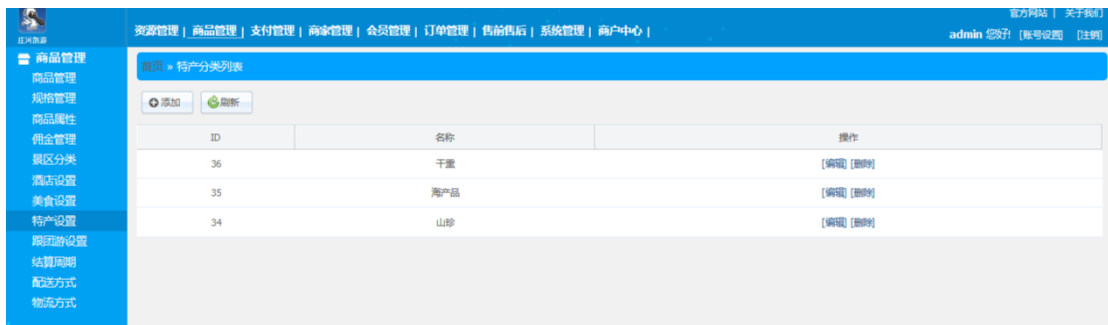 官方网站 | 关于我们
资源管理 | 商品管理 | 支付管理 | 商家管理 | 会员管理 | 订单管理 | 售前售后 | 系统管理 | 商户中心 |
admin 您好! [账号设置] [注销]
庄河旅游
商品管理
商品管理
规格管理
商品属性
佣金管理
景区分类
酒店设置
美食设置
特产设置
跟团游设置
结算周期
配送方式
物流方式
首页 » 特产分类列表
添加 刷新
ID 名称 操作
36 干重 [编辑] [删除]
35 海产品 [编辑] [删除]
34 山珍 [编辑] [删除]